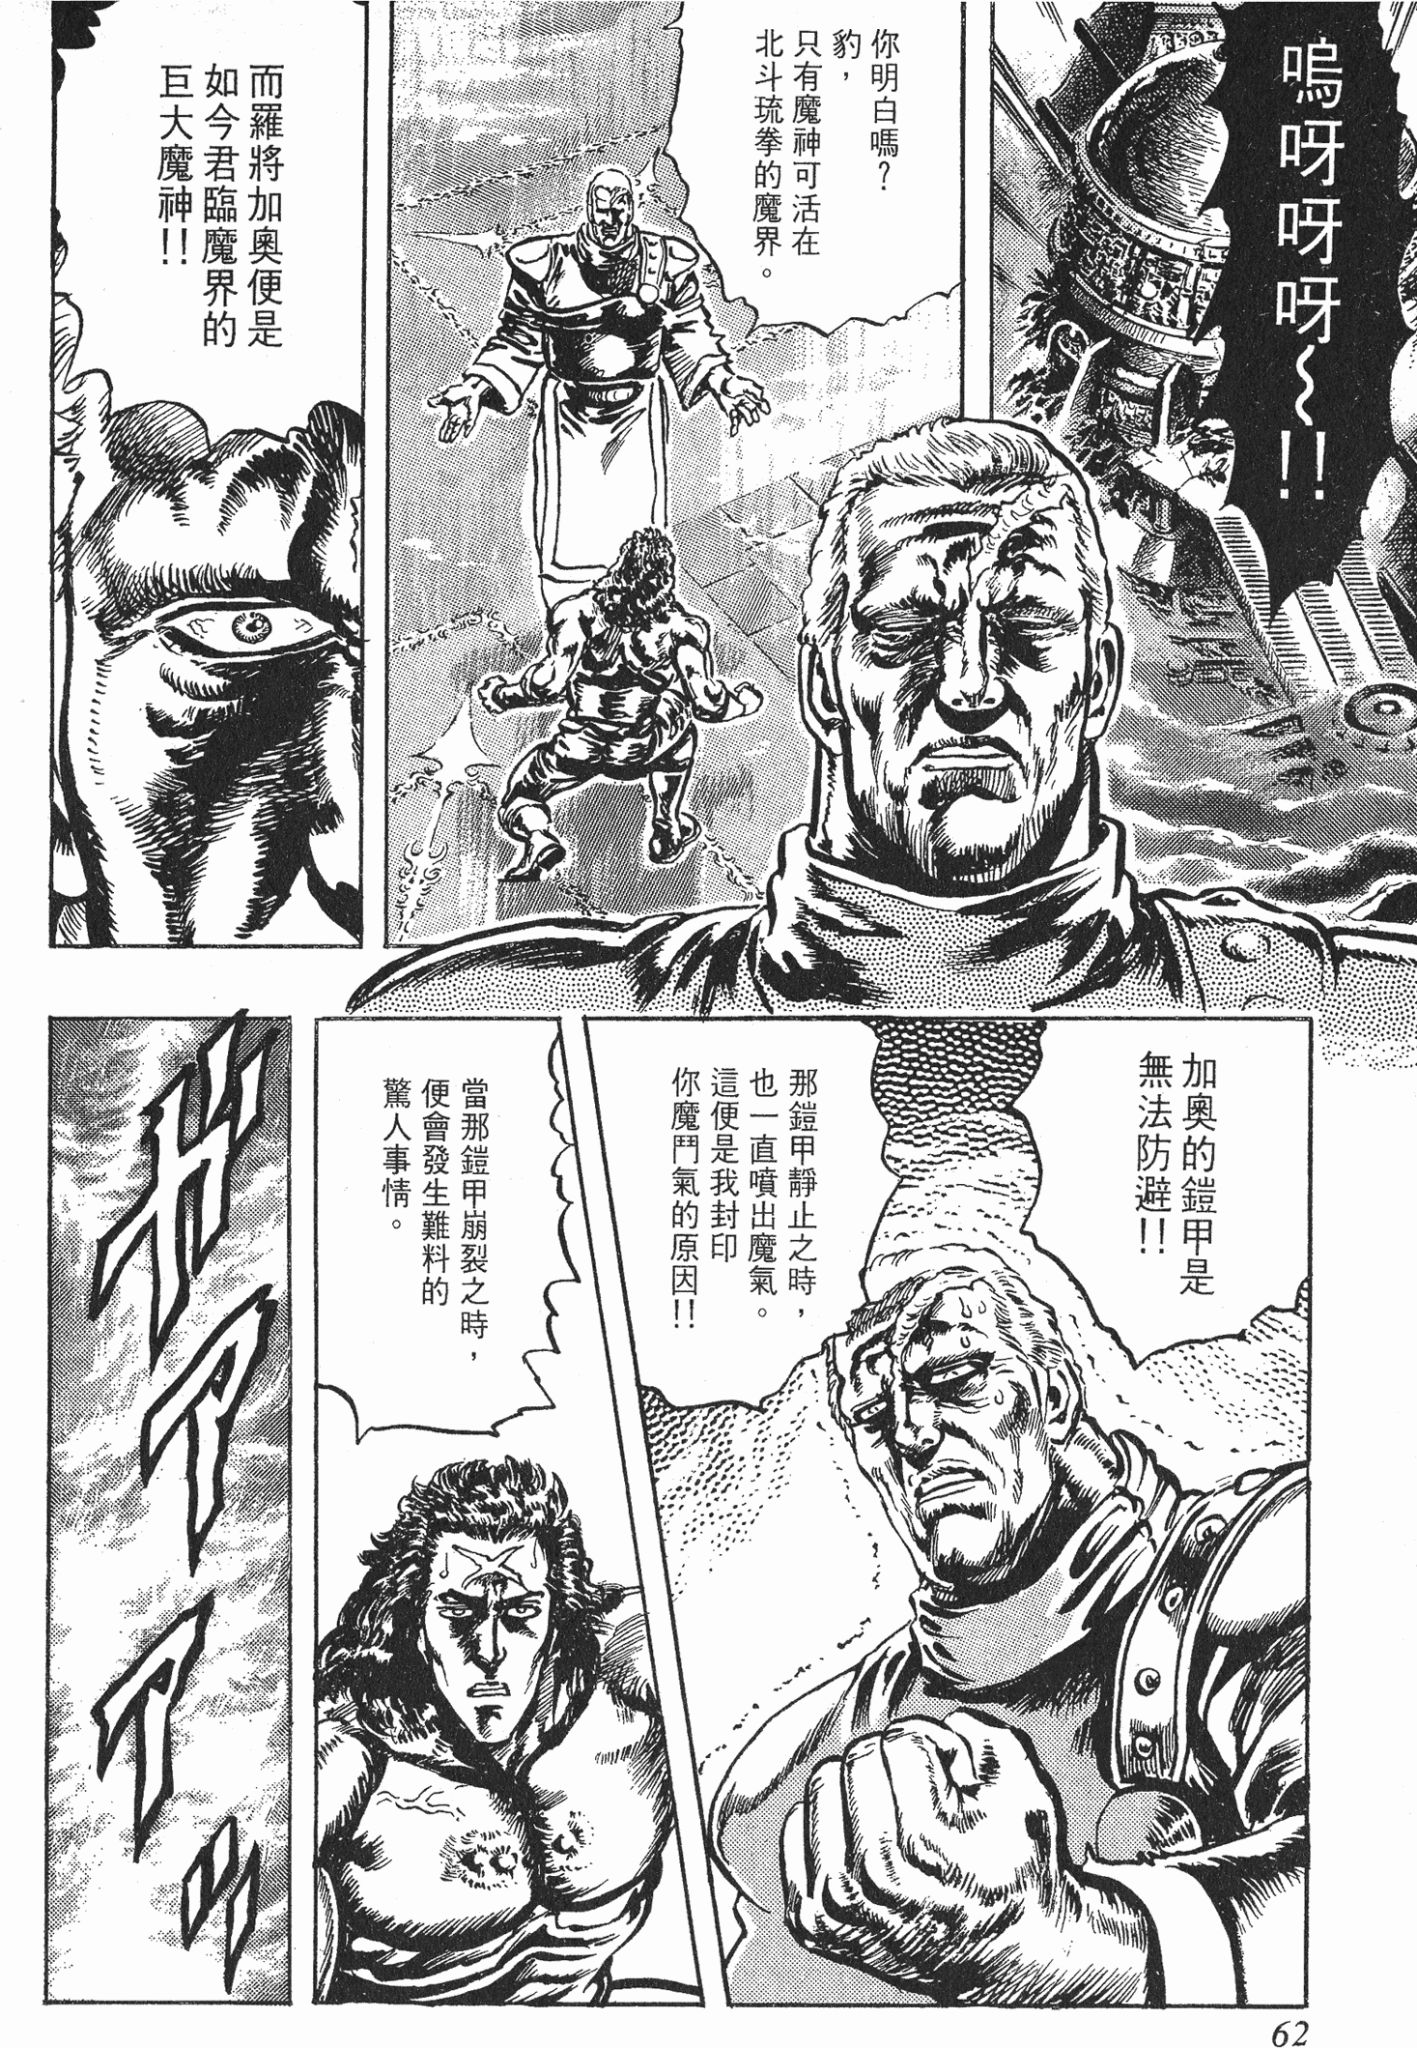 嗚呀呀呀～!!
你明白嗎？
豹，
只有魔神可活在
北斗琉拳的魔界。
而羅將加奧便是
如今君臨魔界的
巨大魔神!!
加奧的鎧甲是
無法防避!!
那鎧甲靜止之時，
也一直噴出魔氣。
這便是我封印
你魔鬥氣的原因!!
當那鎧甲崩裂之時，
便會發生難料的
驚人事情。
ギアアッ
62